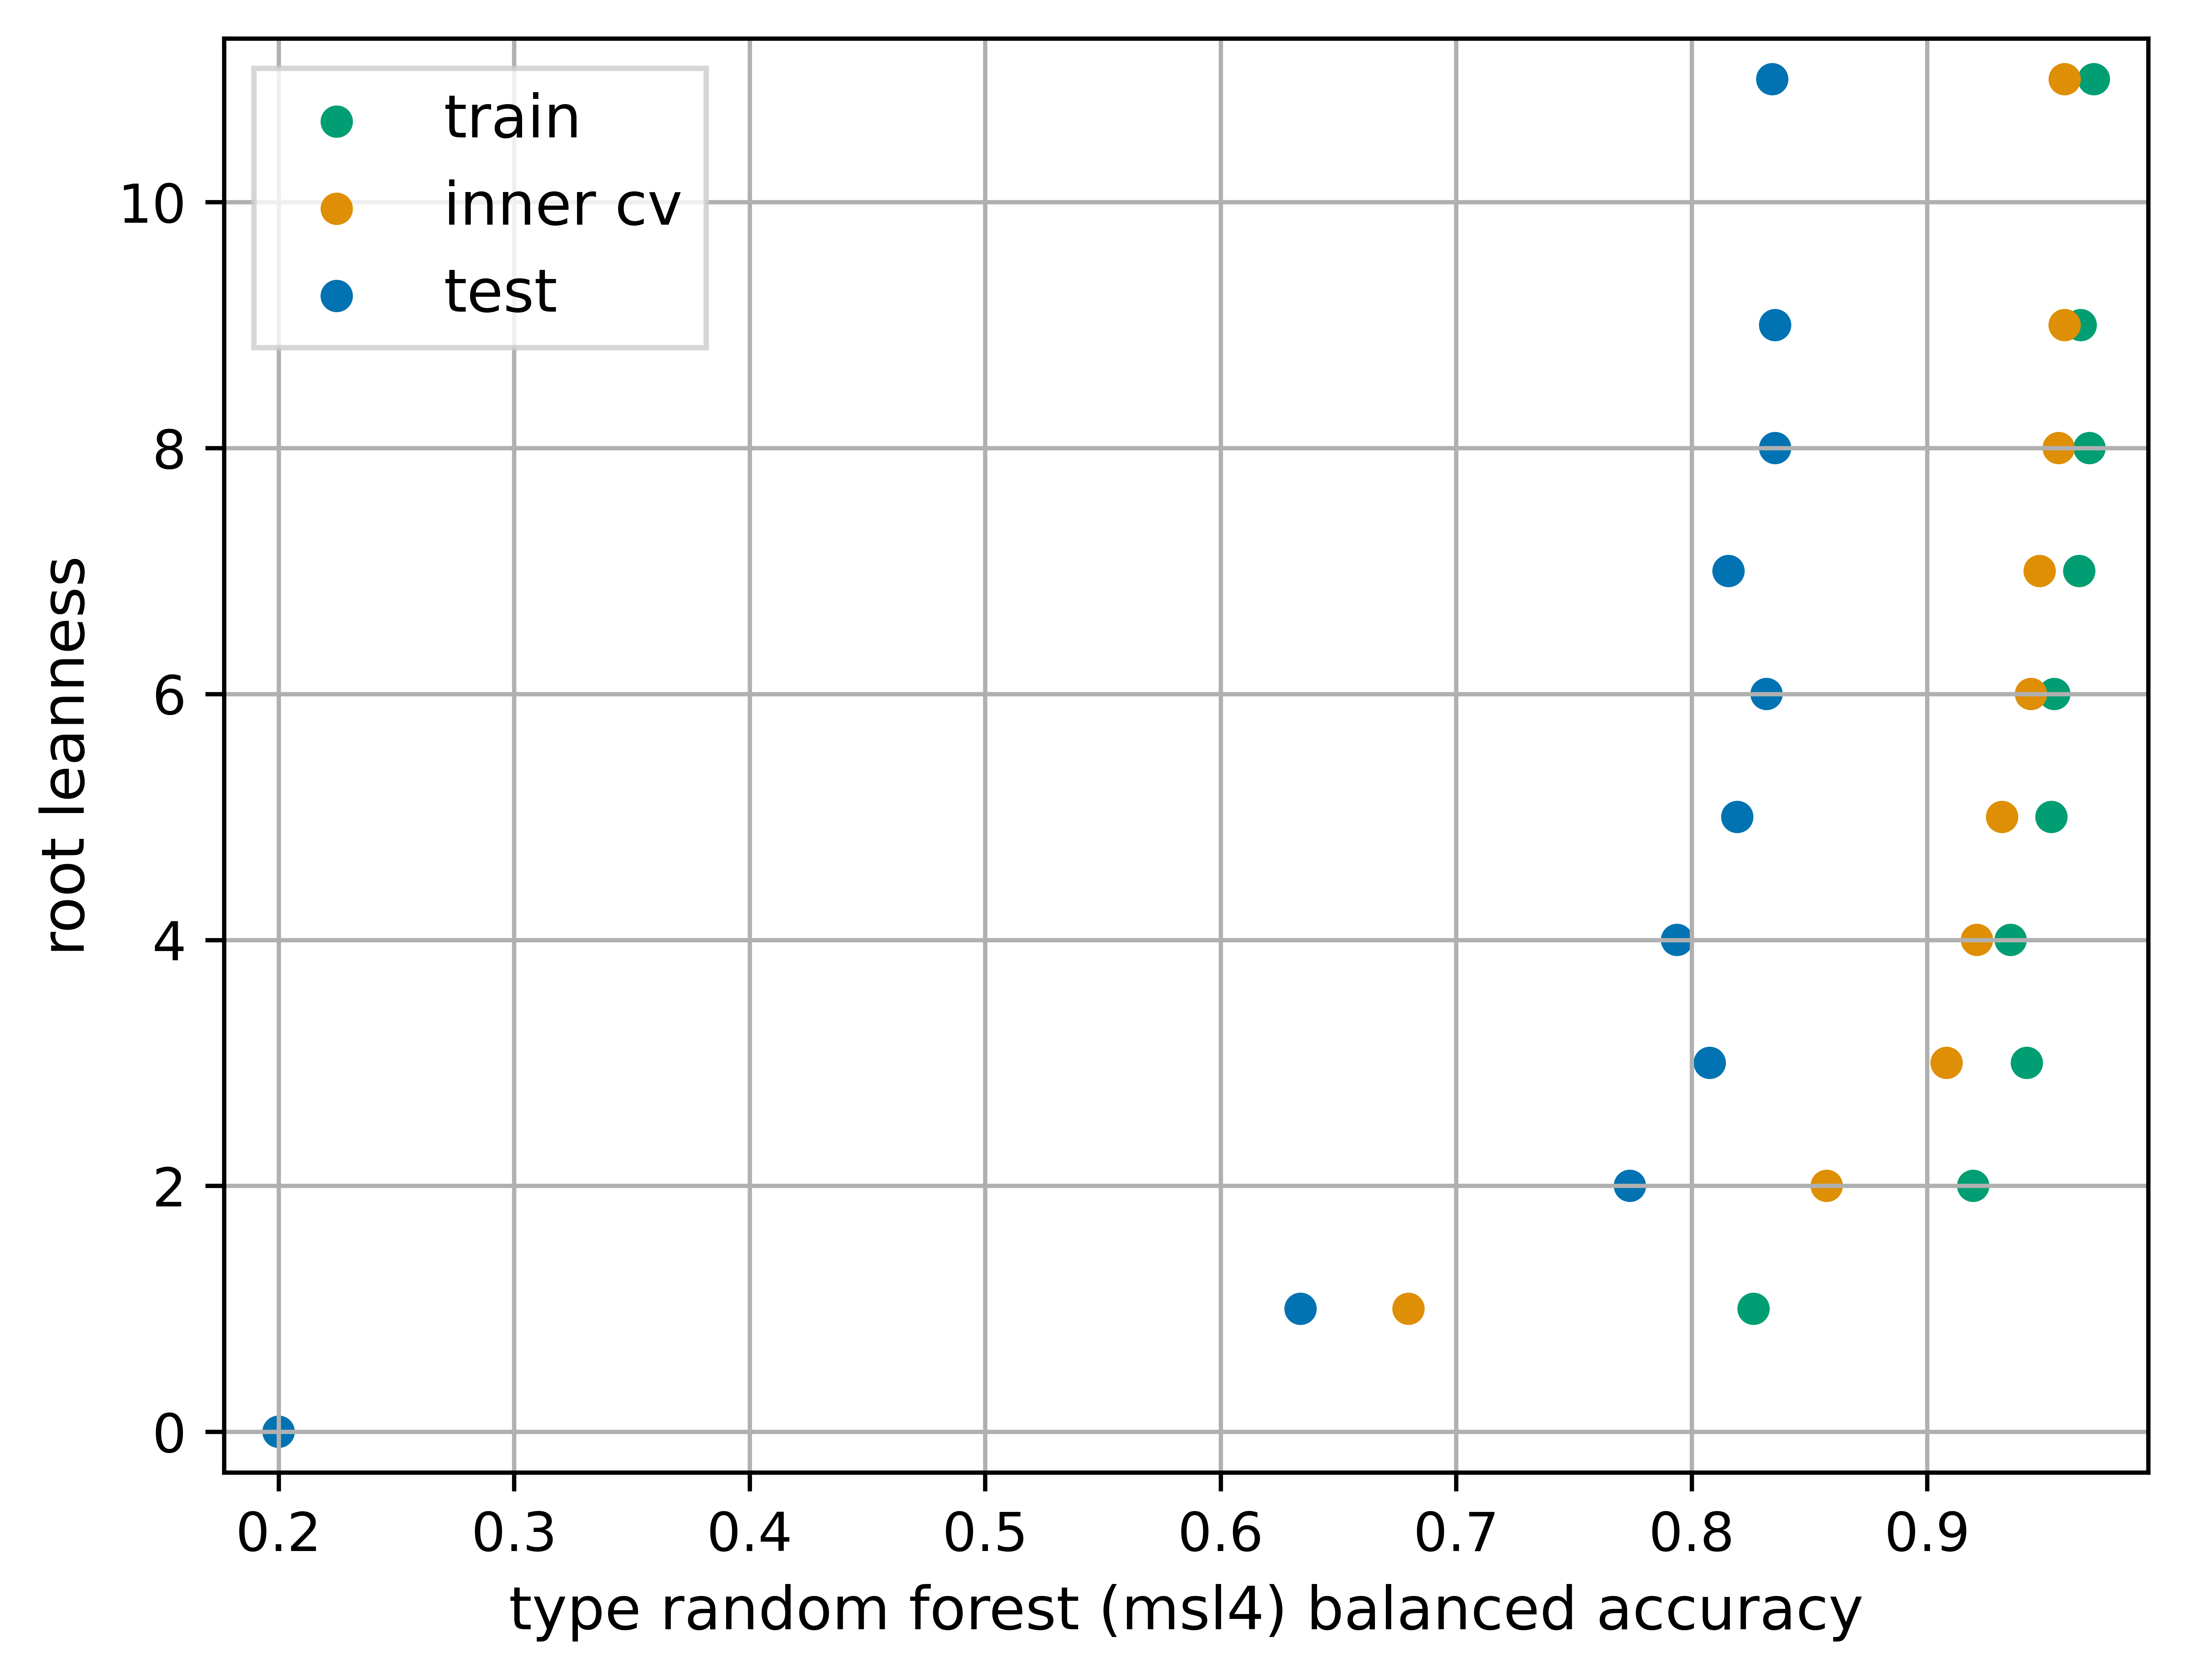 train
inner cv
test
10
8
6
4
2
0
root leanness
0.2 0.3 0.4 0.5 0.6 0.7 0.8 0.9
type random forest (msl4) balanced accuracy